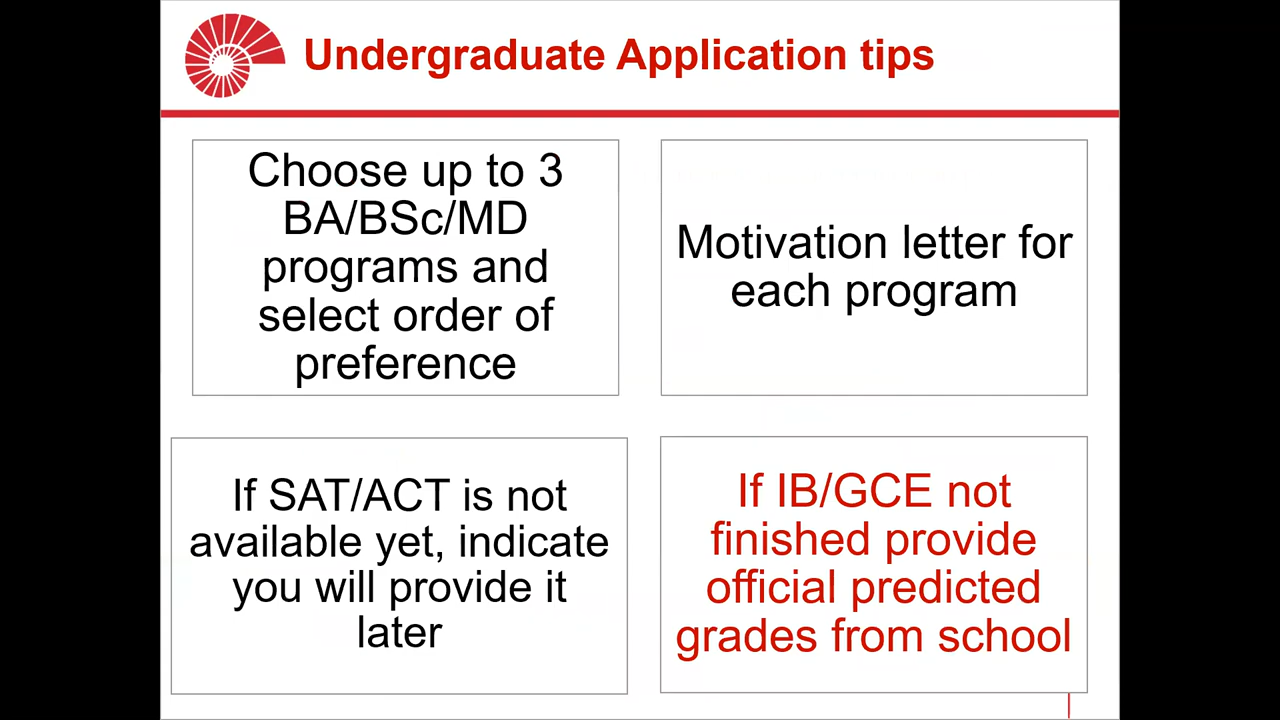 Undergraduate Application tips
Choose up to 3
BA/BSc/MD
programs and
select order of
preference
Motivation letter for
each program
If SAT/ACT is not
available yet, indicate
you will provide it
later
If IB/GCE not
finished provide
official predicted
grades from school